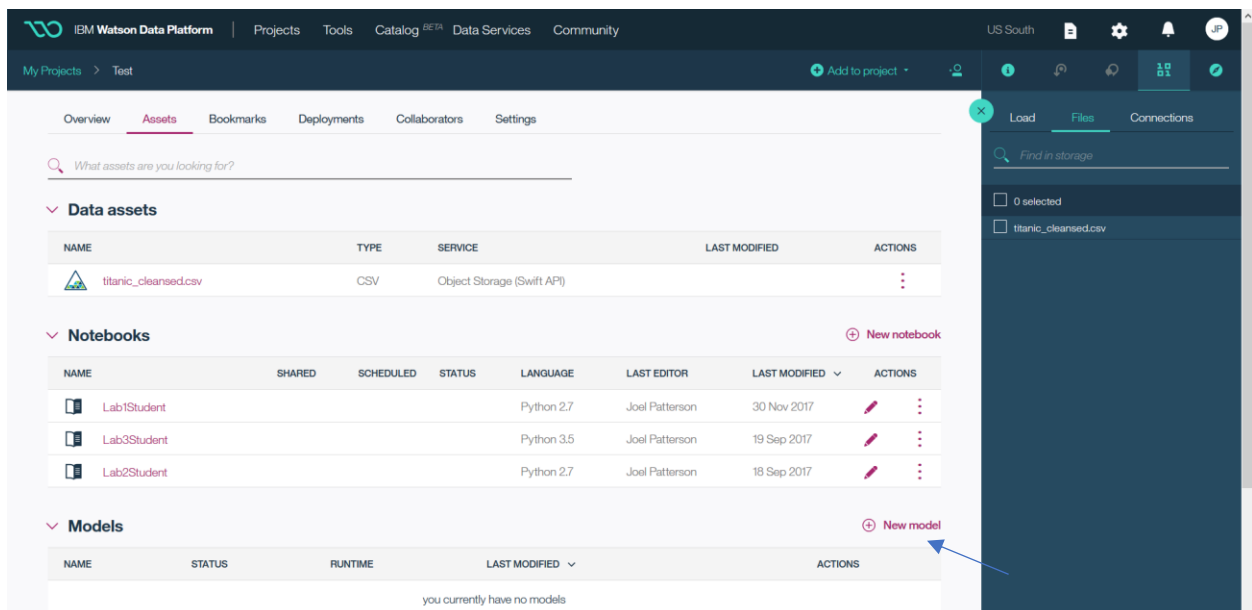 IBM Watson Data Platform Projects Tools Catalog BETA Data Services Community US South JP
My Projects > Test Add to project
Overview Assets Bookmarks Deployments Collaborators Settings
Load Files Connections
What assets are you looking for?
Find in storage
0 selected
titanic_cleansed.csv
Data assets
NAME TYPE SERVICE LAST MODIFIED ACTIONS
titanic_cleansed.csv CSV Object Storage (Swift API)
Notebooks New notebook
NAME SHARED SCHEDULED STATUS LANGUAGE LAST EDITOR LAST MODIFIED ACTIONS
Lab1Student Python 2.7 Joel Patterson 30 Nov 2017
Lab3Student Python 3.5 Joel Patterson 19 Sep 2017
Lab2Student Python 2.7 Joel Patterson 18 Sep 2017
Models New model
NAME STATUS RUNTIME LAST MODIFIED ACTIONS
you currently have no models